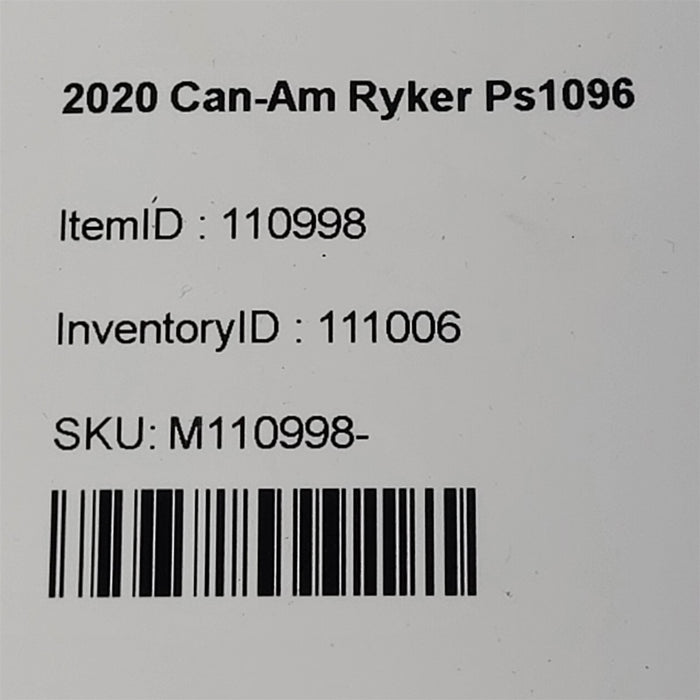 2020 Can-Am Ryker Ps1096
ItemID : 110998
InventoryID : 111006
SKU: M110998-